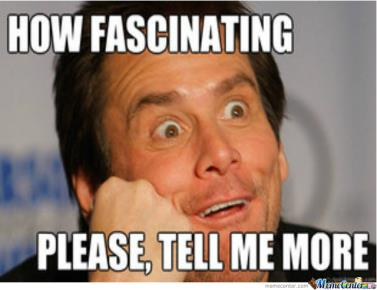 HOW FASCINATING
PLEASE, TELL ME MORE
memecenter.com
MemeCenter